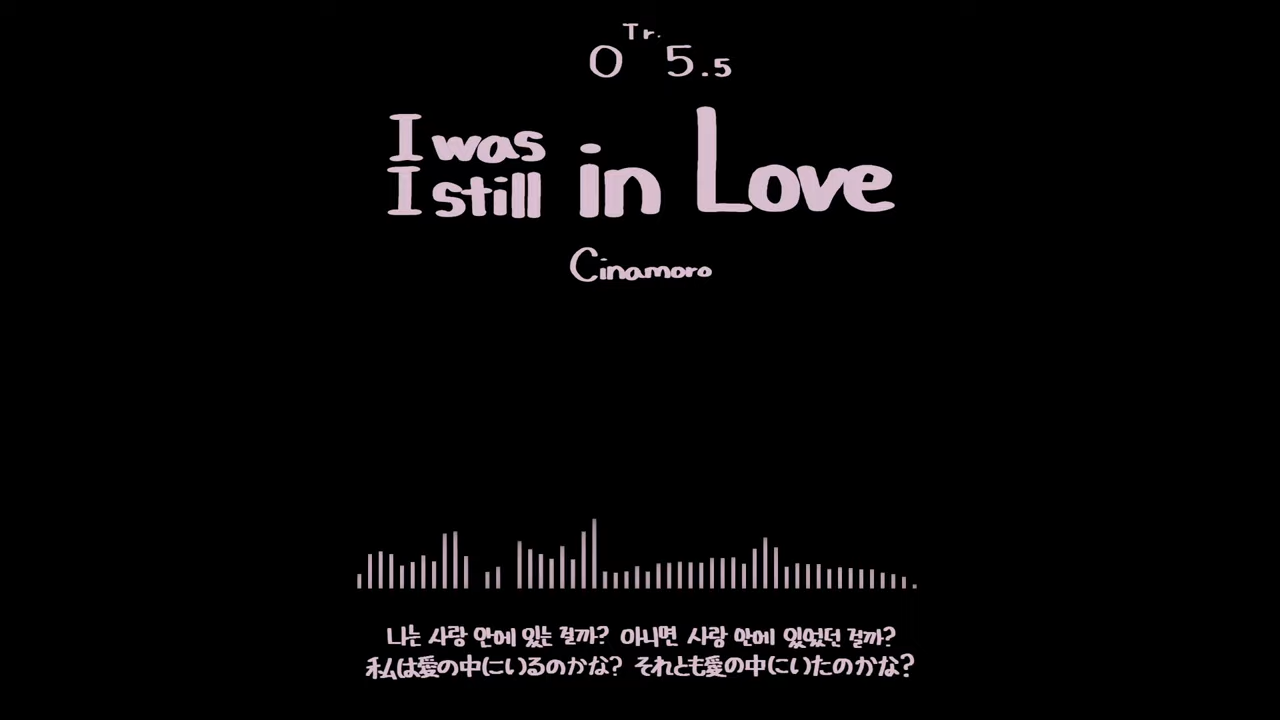 Tr.
05.5
I was
I still in Love
Cinamoro
나는 사랑 안에 있는 걸까? 아니면 사랑 안에 있었던 걸까?
私は愛の中にいるのかな? それとも愛の中にいたのかな?